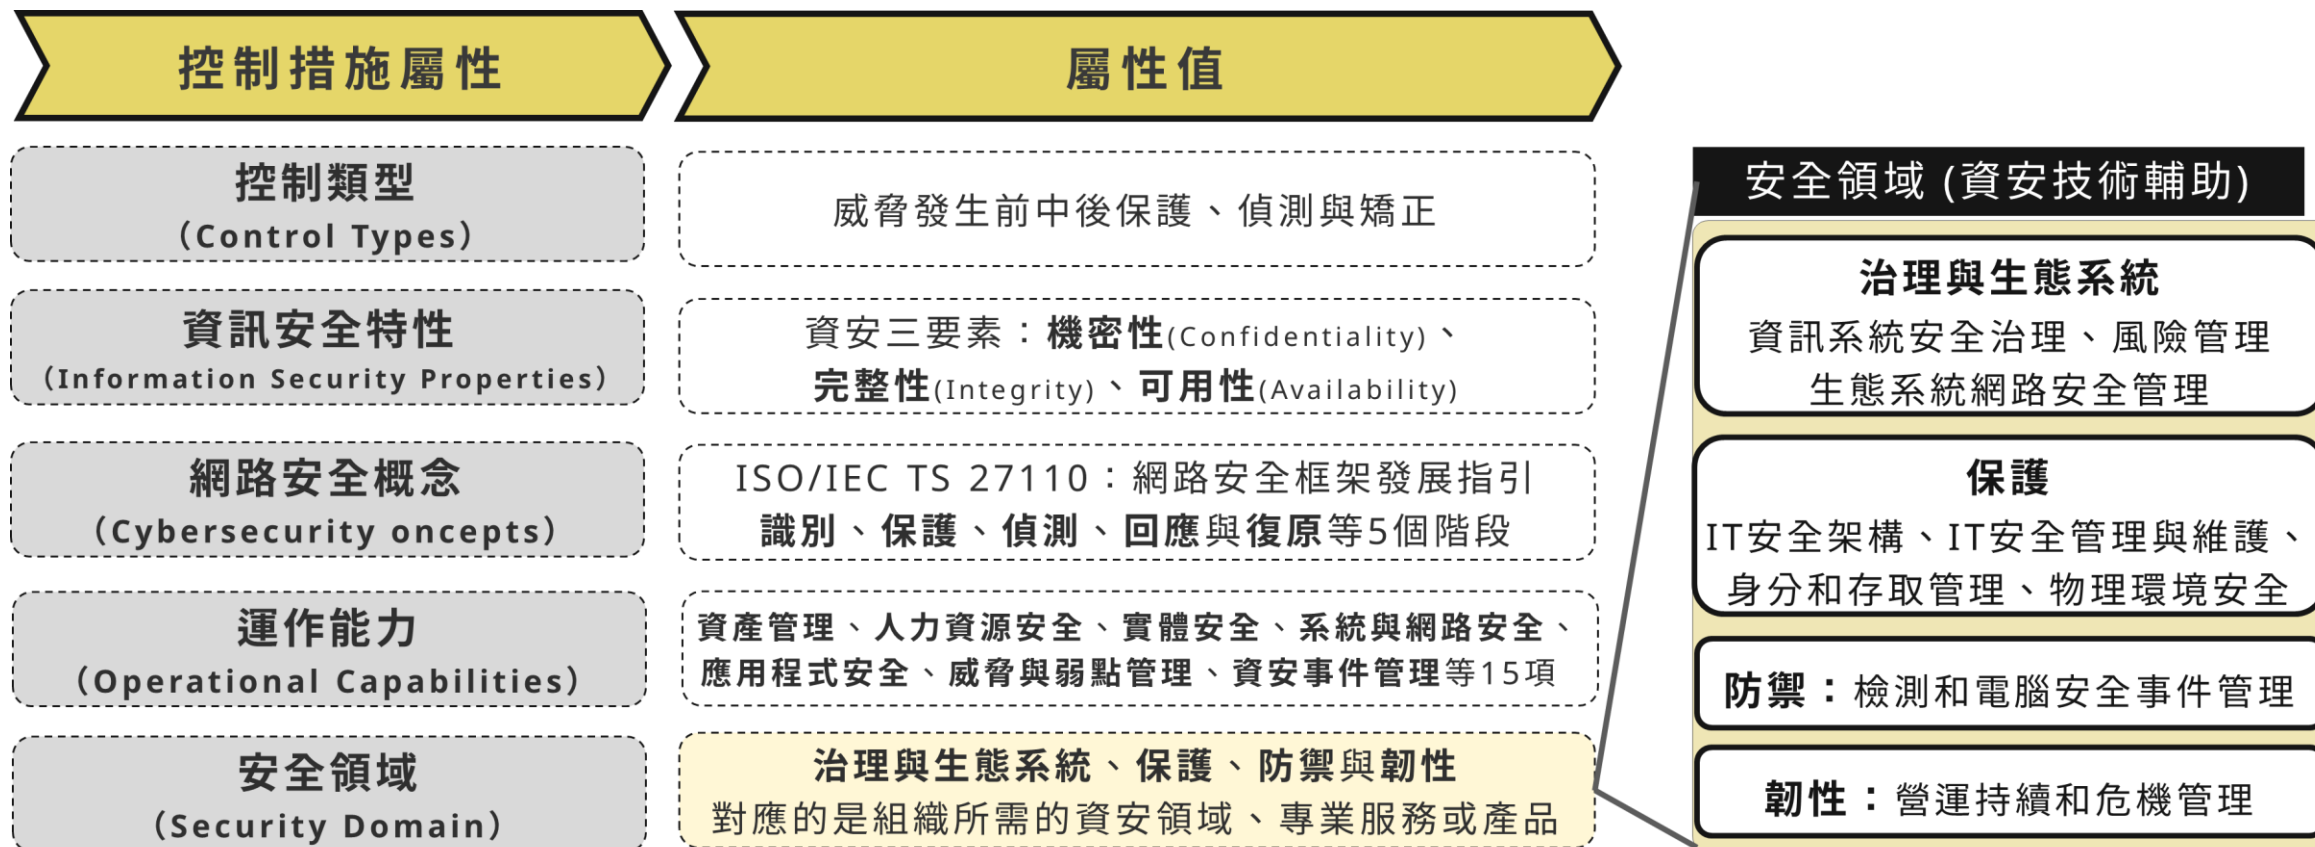 控制措施屬性
屬性值
控制類型
（Control Types）
威脅發生前中後保護、偵測與矯正
資訊安全特性
（Information Security Properties）
資安三要素：機密性(Confidentiality)、
完整性(Integrity)、可用性(Availability)
網路安全概念
（Cybersecurity oncepts）
ISO/IEC TS 27110：網路安全框架發展指引
識別、保護、偵測、回應與復原等5個階段
運作能力
（Operational Capabilities）
資產管理、人力資源安全、實體安全、系統與網路安全、
應用程式安全、威脅與弱點管理、資安事件管理等15項
安全領域
（Security Domain）
治理與生態系統、保護、防禦與韌性
對應的是組織所需的資安領域、專業服務或產品
安全領域 (資安技術輔助)
治理與生態系統
資訊系統安全治理、風險管理
生態系統網路安全管理
保護
IT安全架構、IT安全管理與維護、
身分和存取管理、物理環境安全
防禦：檢測和電腦安全事件管理
韌性：營運持續和危機管理